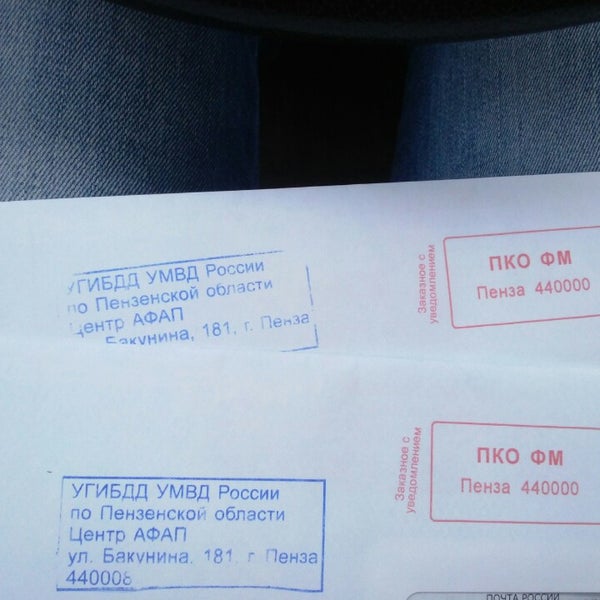 УГИБДД УМВД России
по Пензенской области
Центр АФАП
Бакунина, 181, г. Пенза
Заказное с
уведомлением
ПКО ФМ
Пенза 440000
УГИБДД УМВД России
по Пензенской области
Центр АФАП
ул. Бакунина, 181, г. Пенза
440008
Заказное с
уведомлением
ПКО ФМ
Пенза 440000
ПОЧТА РОССИИ